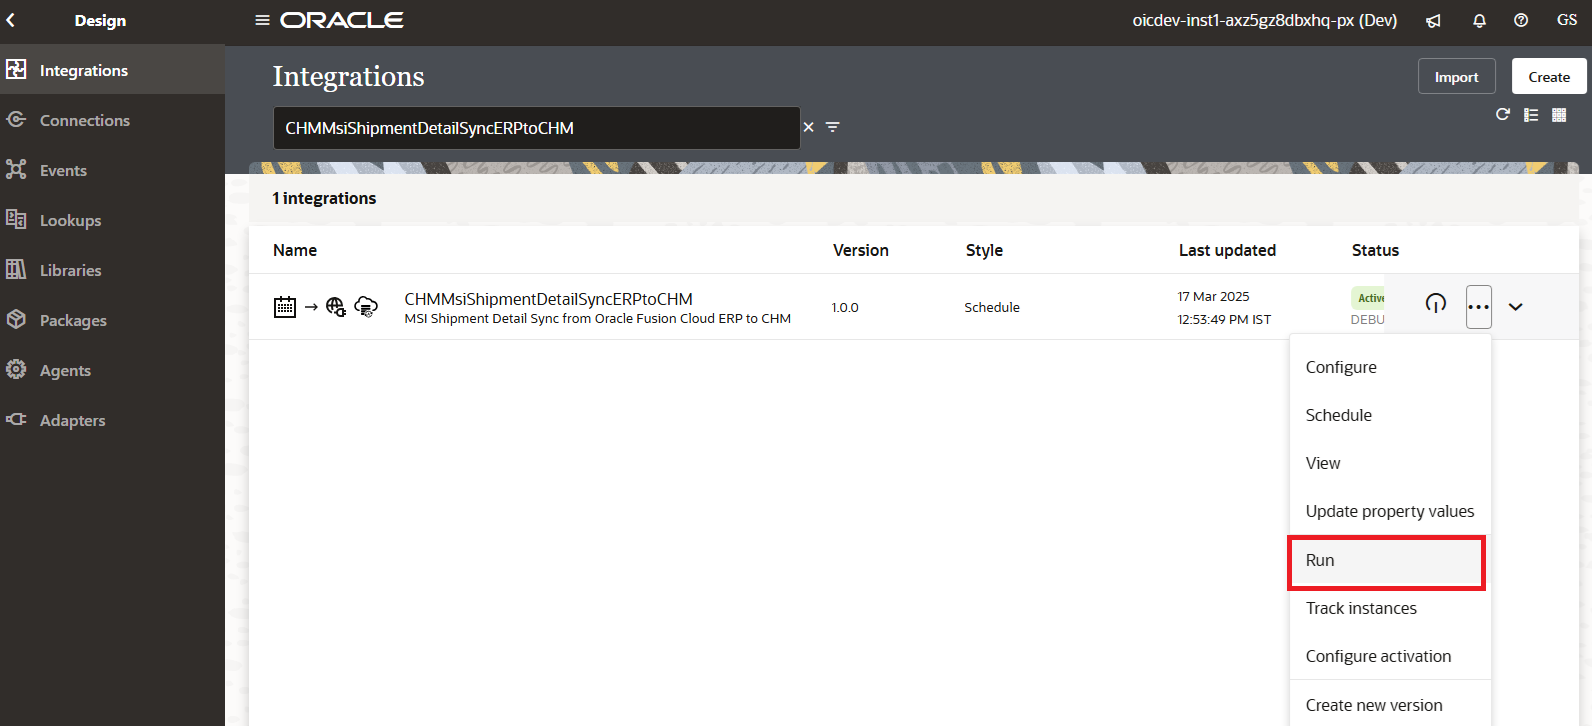 Design
ORACLE
oicdev-inst1-axz5gz8dbxhq-px (Dev)
GS
Integrations
Connections
Events
Lookups
Libraries
Packages
Agents
Adapters
Integrations
Import
Create
CHMMsiShipmentDetailSyncERPtoCHM
1 integrations
Name
Version
Style
Last updated
Status
CHMMsiShipmentDetailSyncERPtoCHM
MSI Shipment Detail Sync from Oracle Fusion Cloud ERP to CHM
1.0.0
Schedule
17 Mar 2025
12:53:49 PM IST
Active
DEBU
Configure
Schedule
View
Update property values
Run
Track instances
Configure activation
Create new version